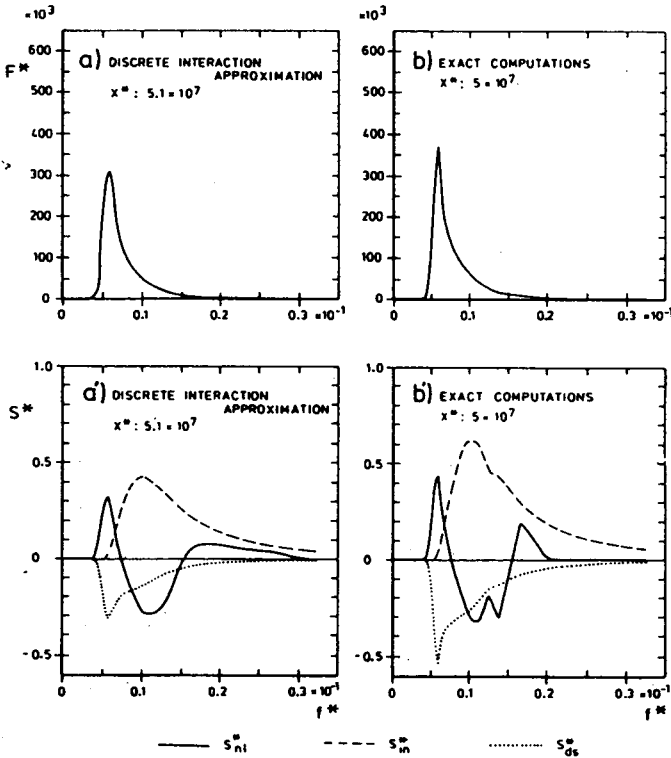 ×10³ ×10³
F* 600 500 400 300 200 100 0
a) DISCRETE INTERACTION
APPROXIMATION
X* : 5.1 × 10⁷
0 0.1 0.2 0.3 ×10⁻¹
600 500 400 300 200 100 0
b) EXACT COMPUTATIONS
X* : 5 × 10⁷
0 0.1 0.2 0.3 ×10⁻¹
S* 1.0 0.5 0 -0.5
a') DISCRETE INTERACTION
APPROXIMATION
X* : 5.1 × 10⁷
0 0.1 0.2 0.3 ×10⁻¹
f*
1.0 0.5 0 -0.5
b') EXACT COMPUTATIONS
X* : 5 × 10⁷
0 0.1 0.2 0.3 ×10⁻¹
f*
S*nl S*in S*ds